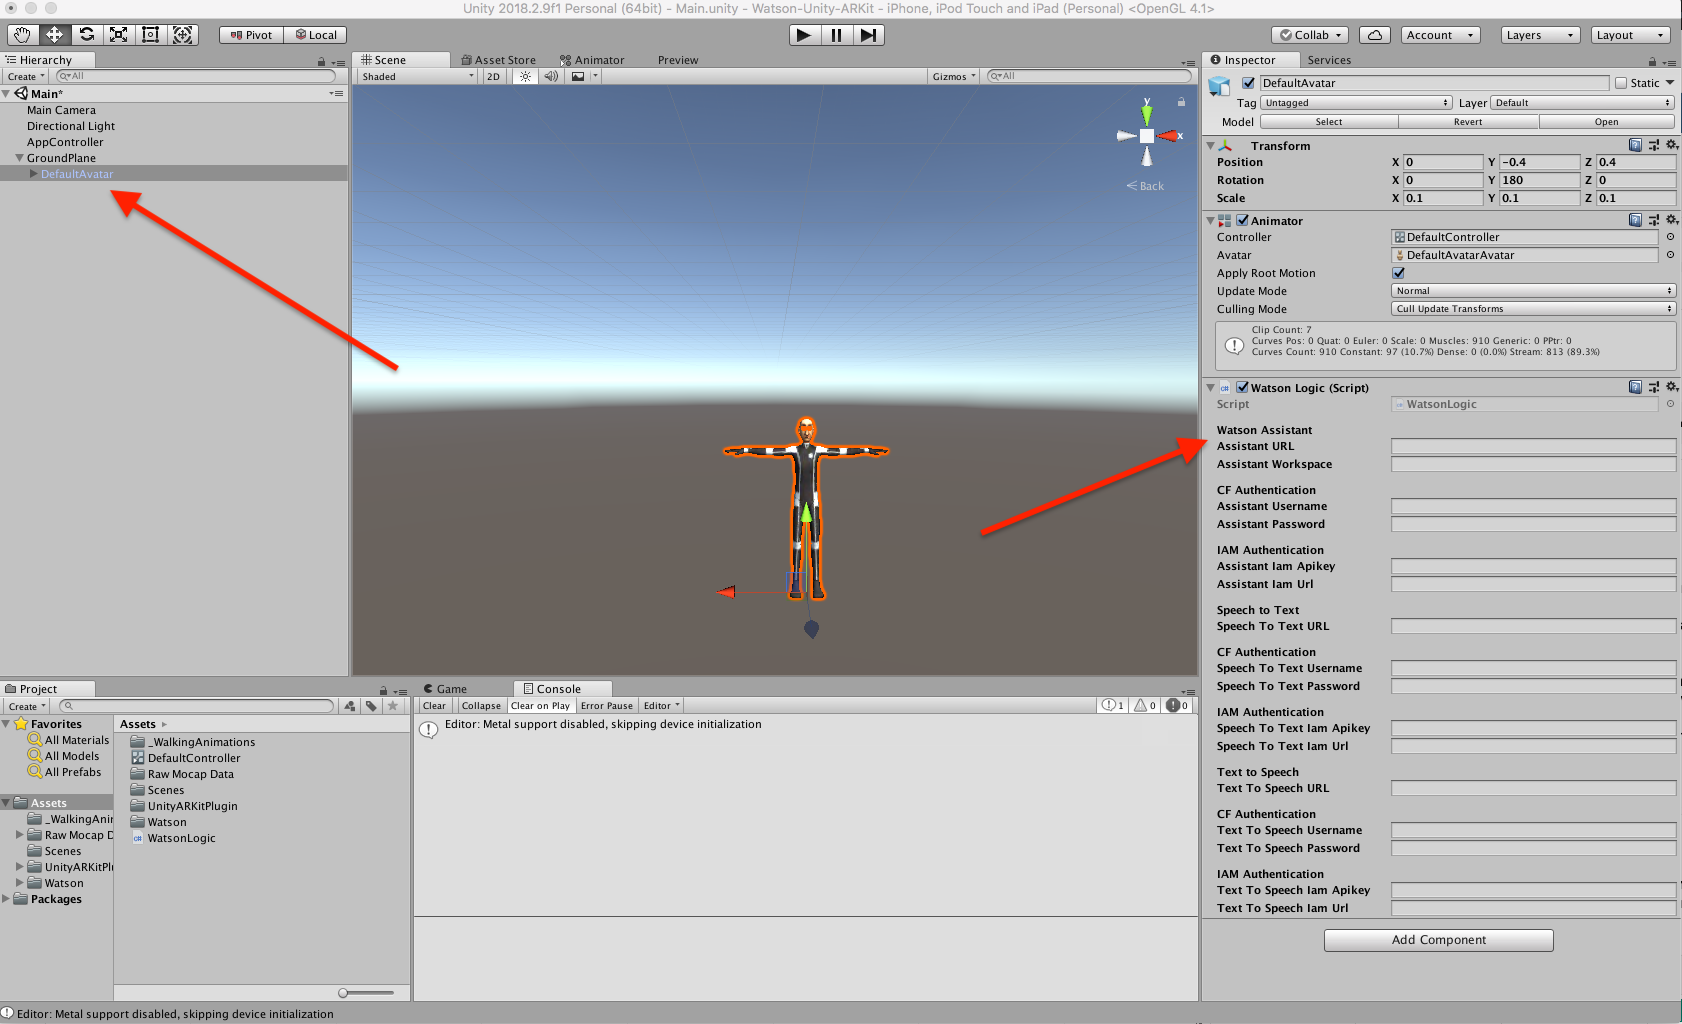 Unity 2018.2.9f1 Personal (64bit) - Main.unity - Watson-Unity-ARKit - iPhone, iPod Touch and iPad (Personal) <OpenGL 4.1>
Pivot Local Collab Account Layers Layout
Hierarchy
Create All
Main*
Main Camera
Directional Light
AppController
GroundPlane
DefaultAvatar
Scene Asset Store Animator Preview
Shaded 2D Gizmos All
y
x
Back
Inspector Services
DefaultAvatar Static
Tag Untagged Layer Default
Model Select Revert Open
Transform
Position X 0 Y -0.4 Z 0.4
Rotation X 0 Y 180 Z 0
Scale X 0.1 Y 0.1 Z 0.1
Animator
Controller DefaultController
Avatar DefaultAvatarAvatar
Apply Root Motion
Update Mode Normal
Culling Mode Cull Update Transforms
Clip Count: 7
Curves Pos: 0 Quat: 0 Euler: 0 Scale: 0 Muscles: 910 Generic: 0 PPtr: 0
Curves Count: 910 Constant: 97 (10.7%) Dense: 0 (0.0%) Stream: 813 (89.3%)
C# Watson Logic (Script)
Script WatsonLogic
Watson Assistant
Assistant URL
Assistant Workspace
CF Authentication
Assistant Username
Assistant Password
IAM Authentication
Assistant Iam Apikey
Assistant Iam Url
Speech to Text
Speech To Text URL
CF Authentication
Speech To Text Username
Speech To Text Password
IAM Authentication
Speech To Text Iam Apikey
Speech To Text Iam Url
Text to Speech
Text To Speech URL
CF Authentication
Text To Speech Username
Text To Speech Password
IAM Authentication
Text To Speech Iam Apikey
Text To Speech Iam Url
Add Component
Project
Create
Favorites
All Materials
All Models
All Prefabs
Assets
_WalkingAnin
Raw Mocap D
Scenes
UnityARKitPlu
Watson
Packages
Assets
_WalkingAnimations
DefaultController
Raw Mocap Data
Scenes
UnityARKitPlugin
Watson
C# WatsonLogic
Game Console
Clear Collapse Clear on Play Error Pause Editor 1 0 0
Editor: Metal support disabled, skipping device initialization
Editor: Metal support disabled, skipping device initialization